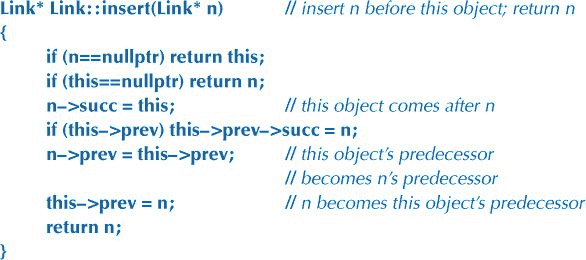 Link* Link::insert(Link* n) // insert n before this object; return n
{
if (n==nullptr) return this;
if (this==nullptr) return n;
n–>succ = this; // this object comes after n
if (this–>prev) this–>prev–>succ = n;
n–>prev = this–>prev; // this object’s predecessor
// becomes n’s predecessor
this–>prev = n; // n becomes this object’s predecessor
return n;
}